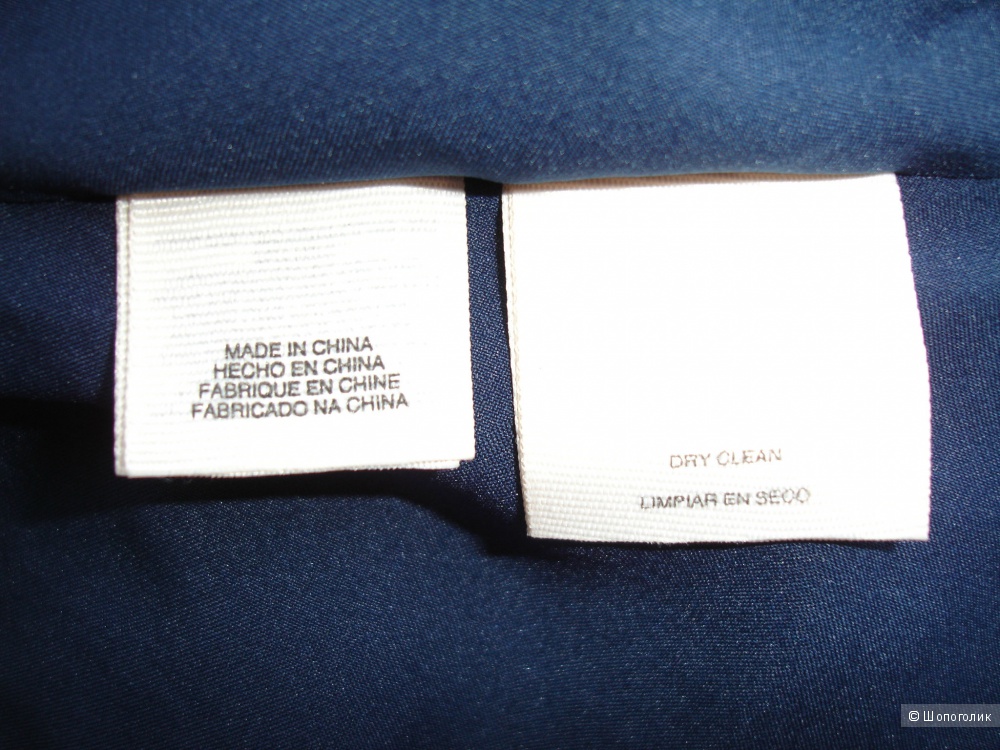 MADE IN CHINA
HECHO EN CHINA
FABRIQUE EN CHINE
FABRICADO NA CHINA
DRY CLEAN
LIMPIAR EN SECO
© Шопоголик